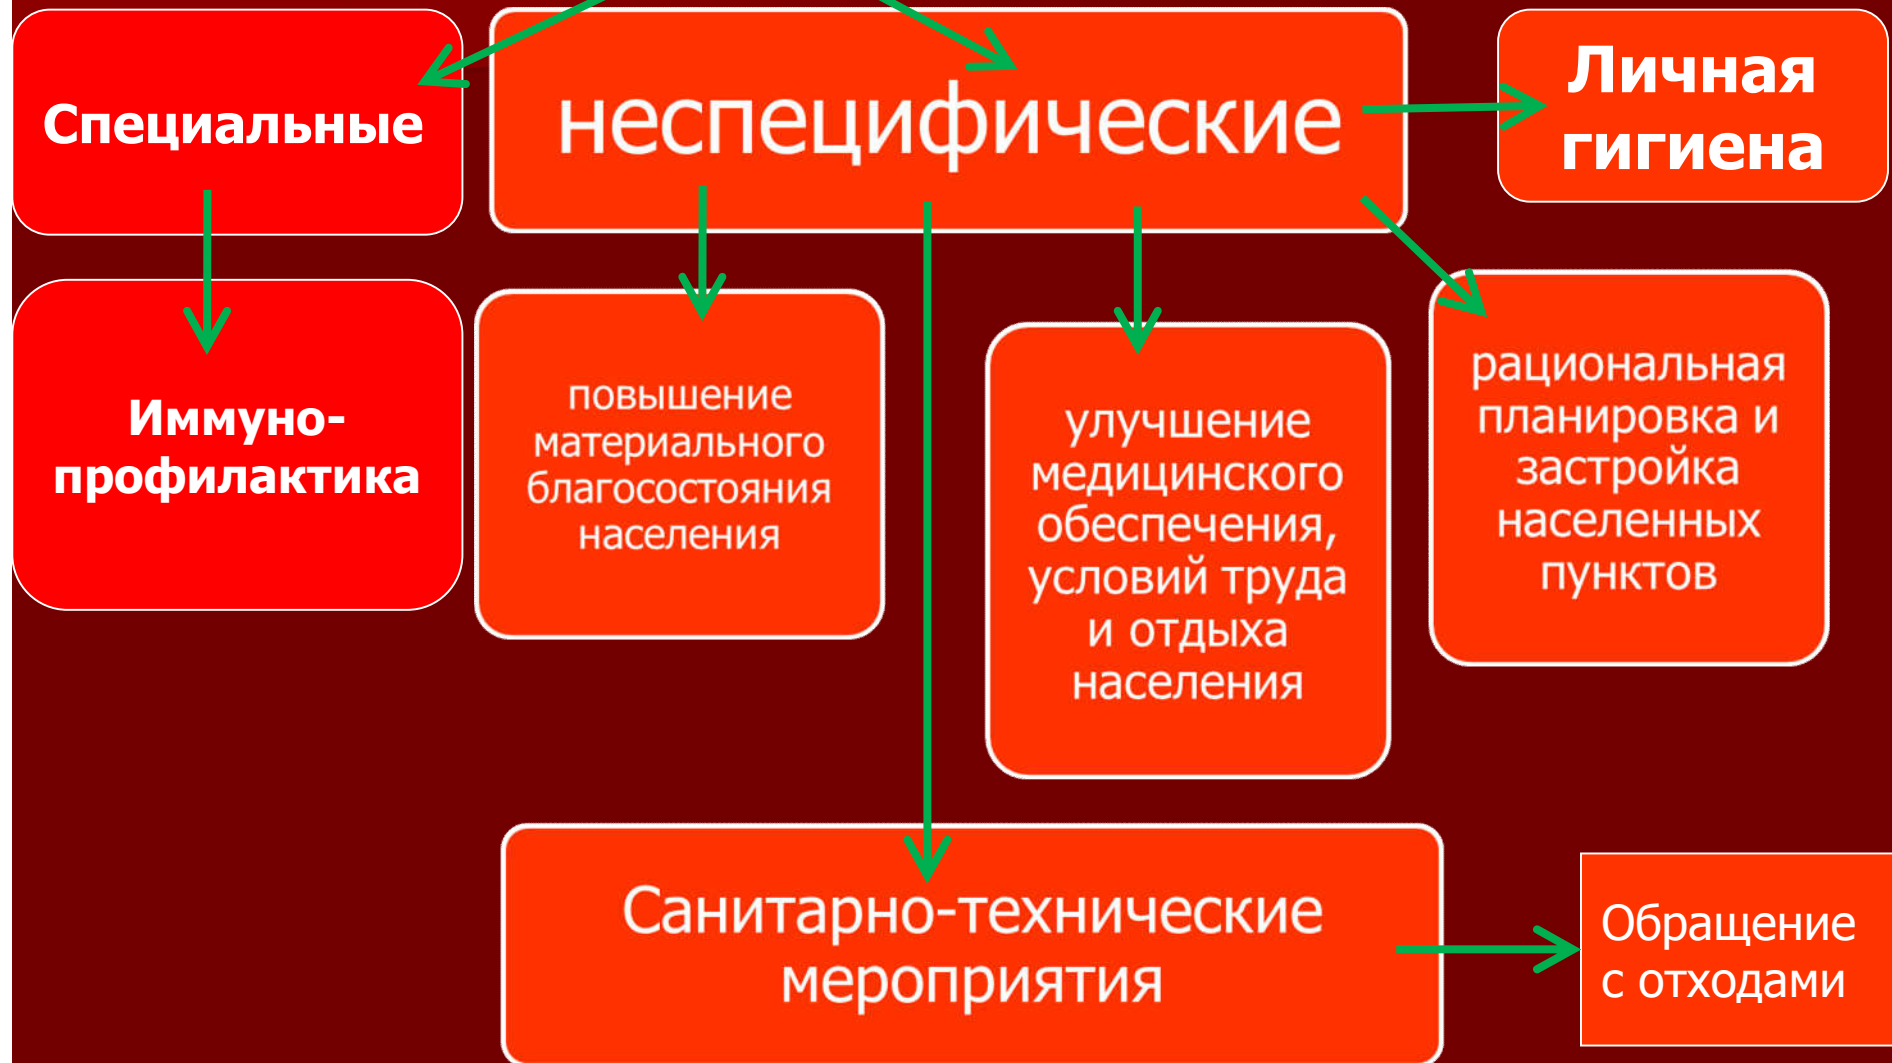 Специальные
неспецифические
Личная
гигиена
Иммуно-
профилактика
повышение
материального
благосостояния
населения
улучшение
медицинского
обеспечения,
условий труда
и отдыха
населения
рациональная
планировка и
застройка
населенных
пунктов
Санитарно-технические
мероприятия
Обращение
с отходами